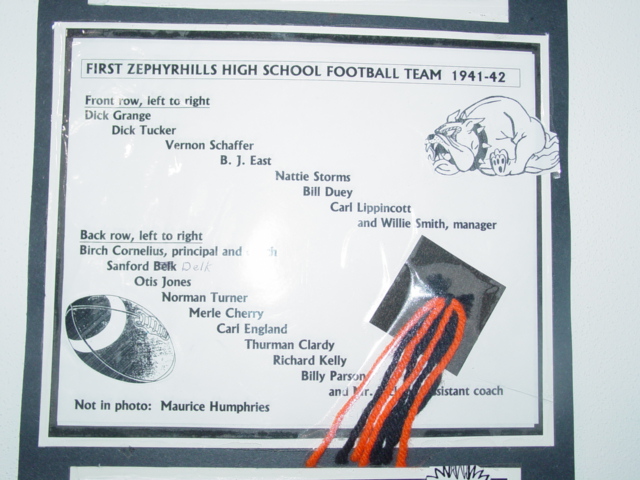 FIRST ZEPHYRHILLS HIGH SCHOOL FOOTBALL TEAM 1941-42
Front row, left to right
Dick Grange
Dick Tucker
Vernon Schaffer
B. J. East
Nattie Storms
Bill Duey
Carl Lippincott
and Willie Smith, manager
Back row, left to right
Birch Cornelius, principal and
Sanford Belk Delk
Otis Jones
Norman Turner
Merle Cherry
Carl England
Thurman Clardy
Richard Kelly
Billy Parson
and Mr. assistant coach
Not in photo: Maurice Humphries